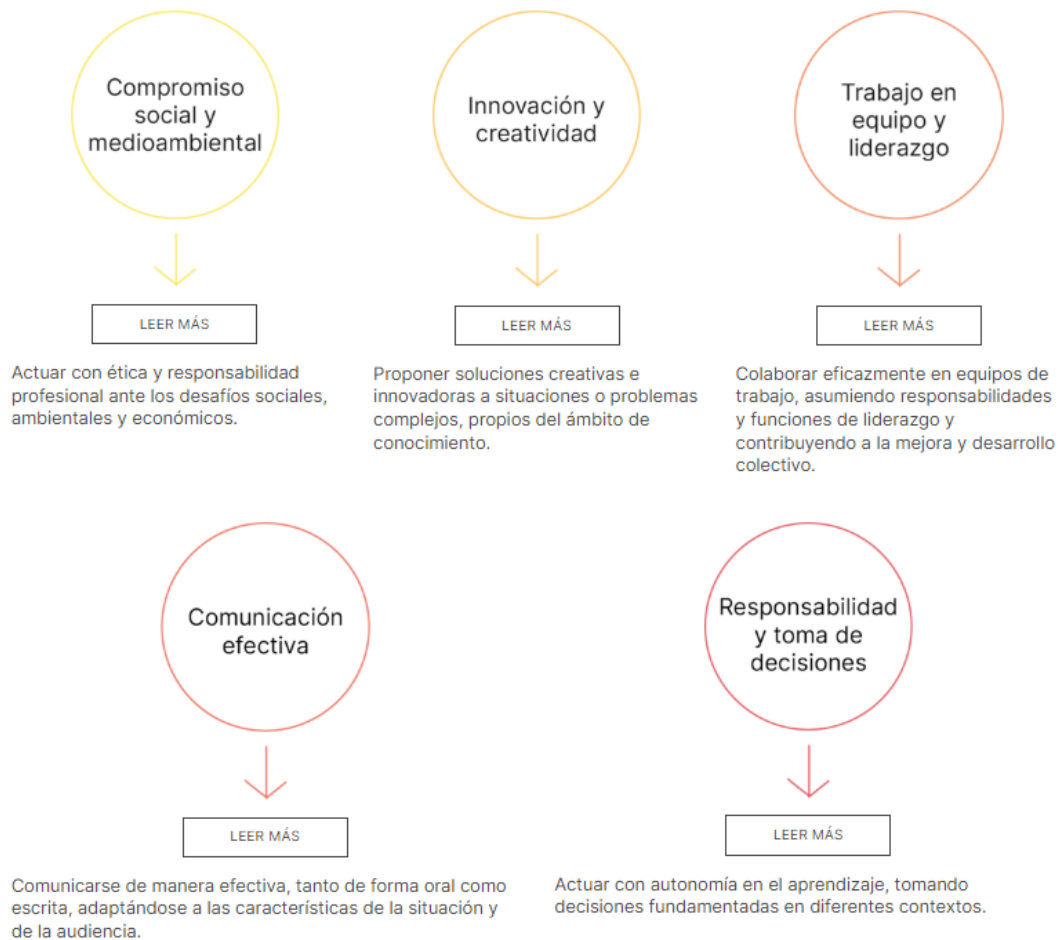 Compromiso
social y
medioambiental
LEER MÁS
Actuar con ética y responsabilidad
profesional ante los desafíos sociales,
ambientales y económicos.
Innovación y
creatividad
LEER MÁS
Proponer soluciones creativas e
innovadoras a situaciones o problemas
complejos, propios del ámbito de
conocimiento.
Trabajo en
equipo y
liderazgo
LEER MÁS
Colaborar eficazmente en equipos de
trabajo, asumiendo responsabilidades
y funciones de liderazgo y
contribuyendo a la mejora y desarrollo
colectivo.
Comunicación
efectiva
LEER MÁS
Comunicarse de manera efectiva, tanto de forma oral como
escrita, adaptándose a las características de la situación y
de la audiencia.
Responsabilidad
y toma de
decisiones
LEER MÁS
Actuar con autonomía en el aprendizaje, tomando
decisiones fundamentadas en diferentes contextos.